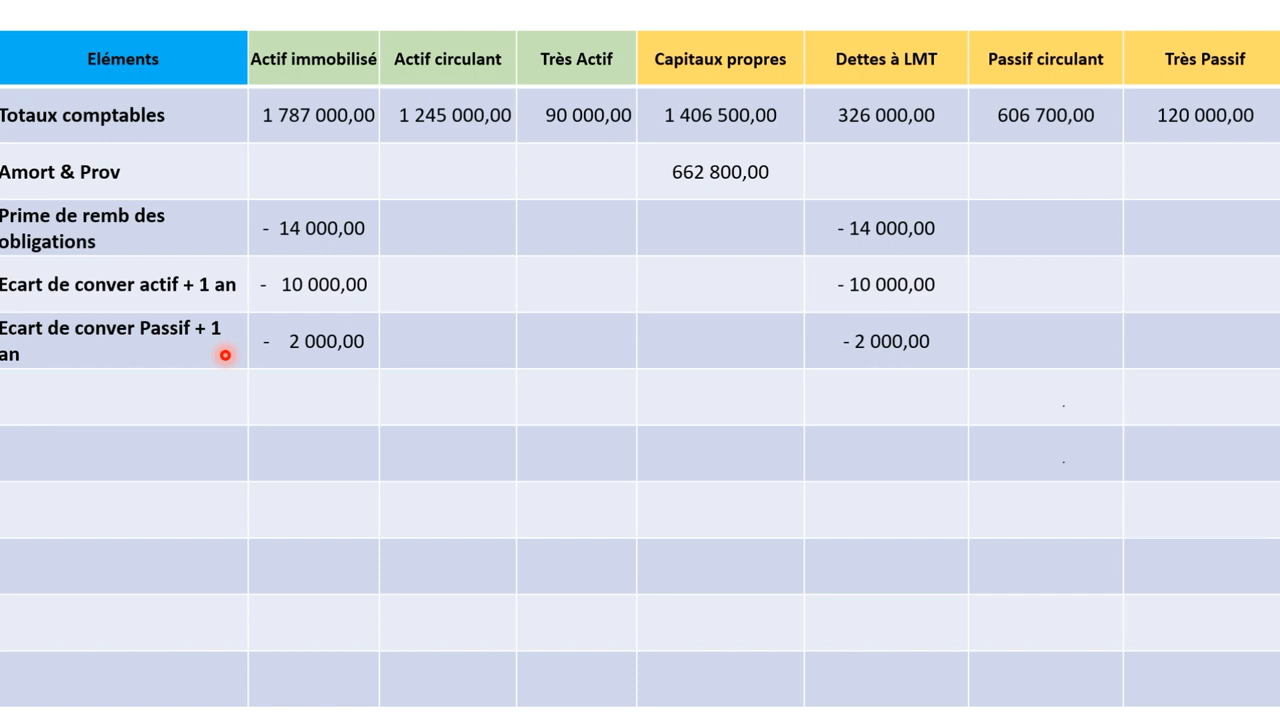 Eléments Actif immobilisé Actif circulant Très Actif Capitaux propres Dettes à LMT Passif circulant Très Passif
Totaux comptables 1 787 000,00 1 245 000,00 90 000,00 1 406 500,00 326 000,00 606 700,00 120 000,00
Amort & Prov 662 800,00
Prime de remb des
obligations - 14 000,00 - 14 000,00
Ecart de conver actif + 1 an - 10 000,00 - 10 000,00
Ecart de conver Passif + 1
an - 2 000,00 - 2 000,00